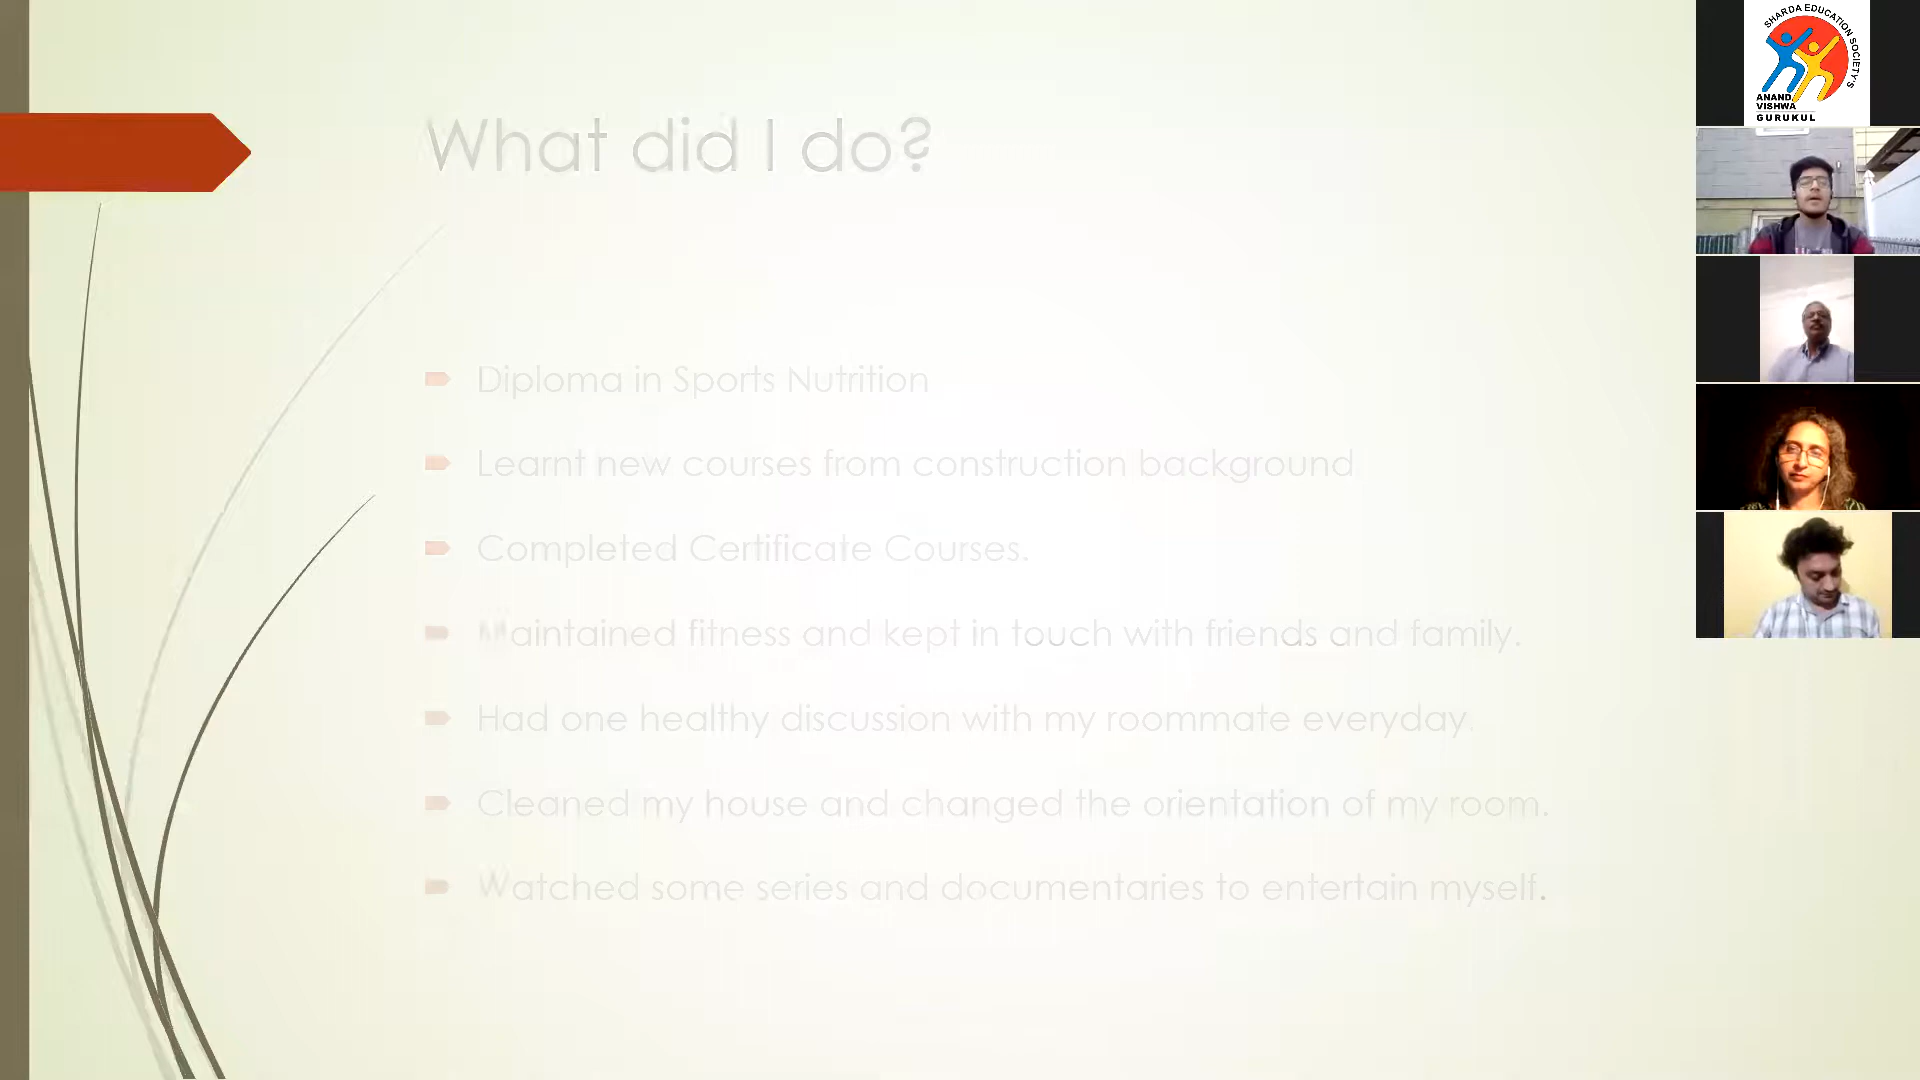 What did I do?
Diploma in Sports Nutrition
Learnt new courses from construction background
Completed Certificate Courses.
Maintained fitness and kept in touch with friends and family.
Had one healthy discussion with my roommate everyday.
Cleaned my house and changed the orientation of my room.
Watched some series and documentaries to entertain myself.
SHARDA EDUCATION SOCIETY'S
ANAND
VISHWA
GURUKUL